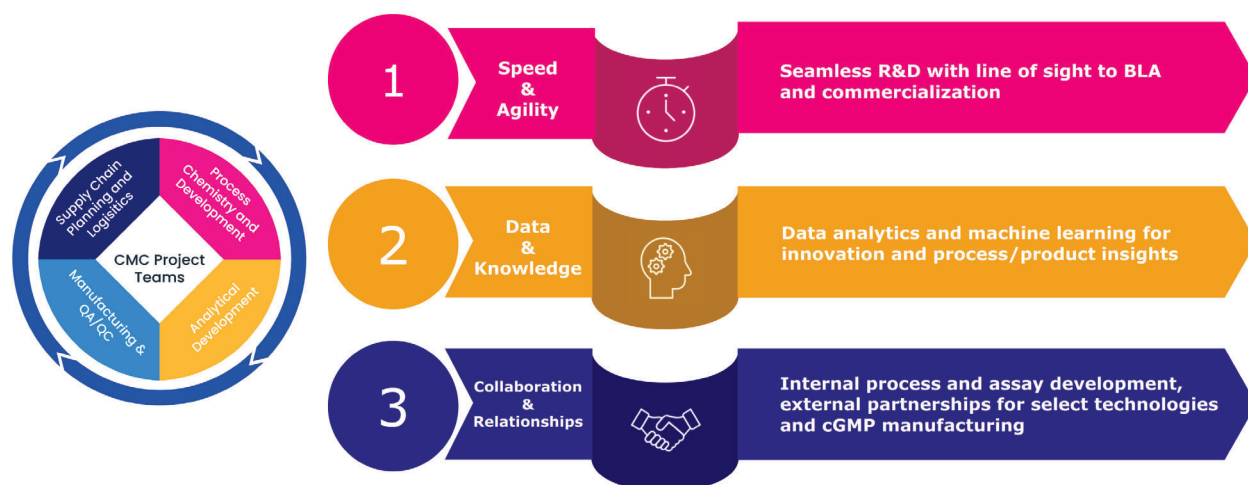 Supply Chain
Planning and
Logisitics
Process
Chemistry and
Development
CMC Project
Teams
Manufacturing &
QA/QC
Analytical
Development
1
Speed
&
Agility
Seamless R&D with line of sight to BLA
and commercialization
2
Data
&
Knowledge
Data analytics and machine learning for
innovation and process/product insights
3
Collaboration
&
Relationships
Internal process and assay development,
external partnerships for select technologies
and cGMP manufacturing